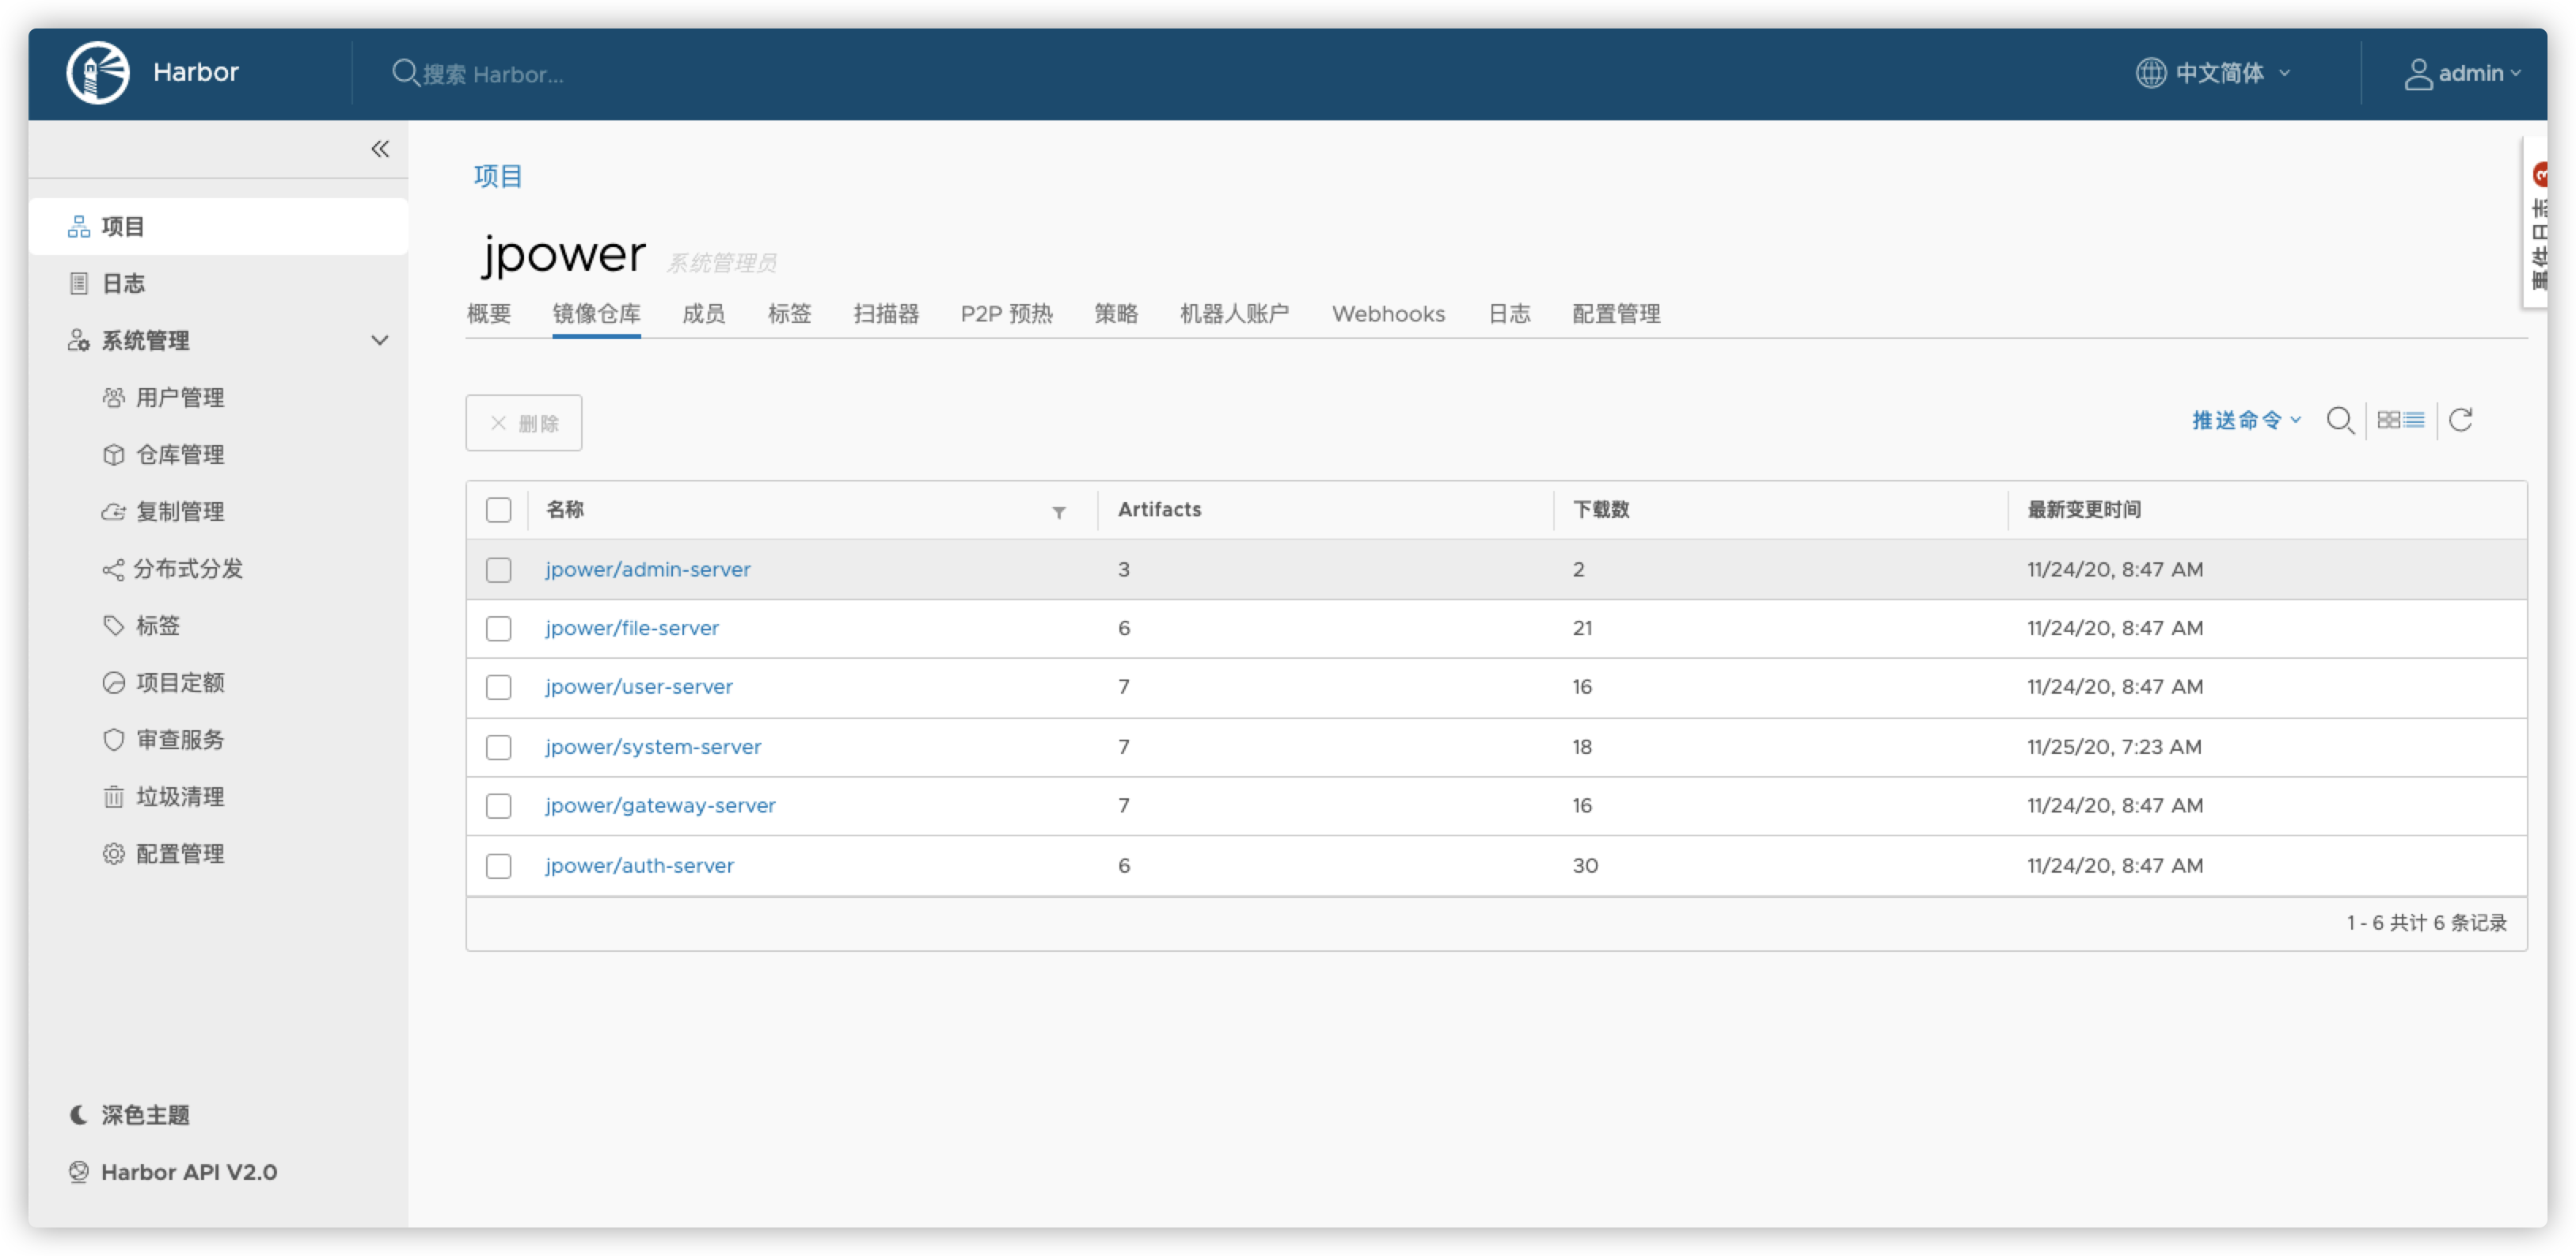 Harbor
搜索 Harbor...
中文简体
admin
项目
日志
系统管理
用户管理
仓库管理
复制管理
分布式分发
标签
项目定额
审查服务
垃圾清理
配置管理
深色主题
Harbor API V2.0
项目
jpower 系统管理员
概要 镜像仓库 成员 标签 扫描器 P2P 预热 策略 机器人账户 Webhooks 日志 配置管理
删除
推送命令
名称 Artifacts 下载数 最新变更时间
jpower/admin-server 3 2 11/24/20, 8:47 AM
jpower/file-server 6 21 11/24/20, 8:47 AM
jpower/user-server 7 16 11/24/20, 8:47 AM
jpower/system-server 7 18 11/25/20, 7:23 AM
jpower/gateway-server 7 16 11/24/20, 8:47 AM
jpower/auth-server 6 30 11/24/20, 8:47 AM
1 - 6 共计 6 条记录
事件日志 3